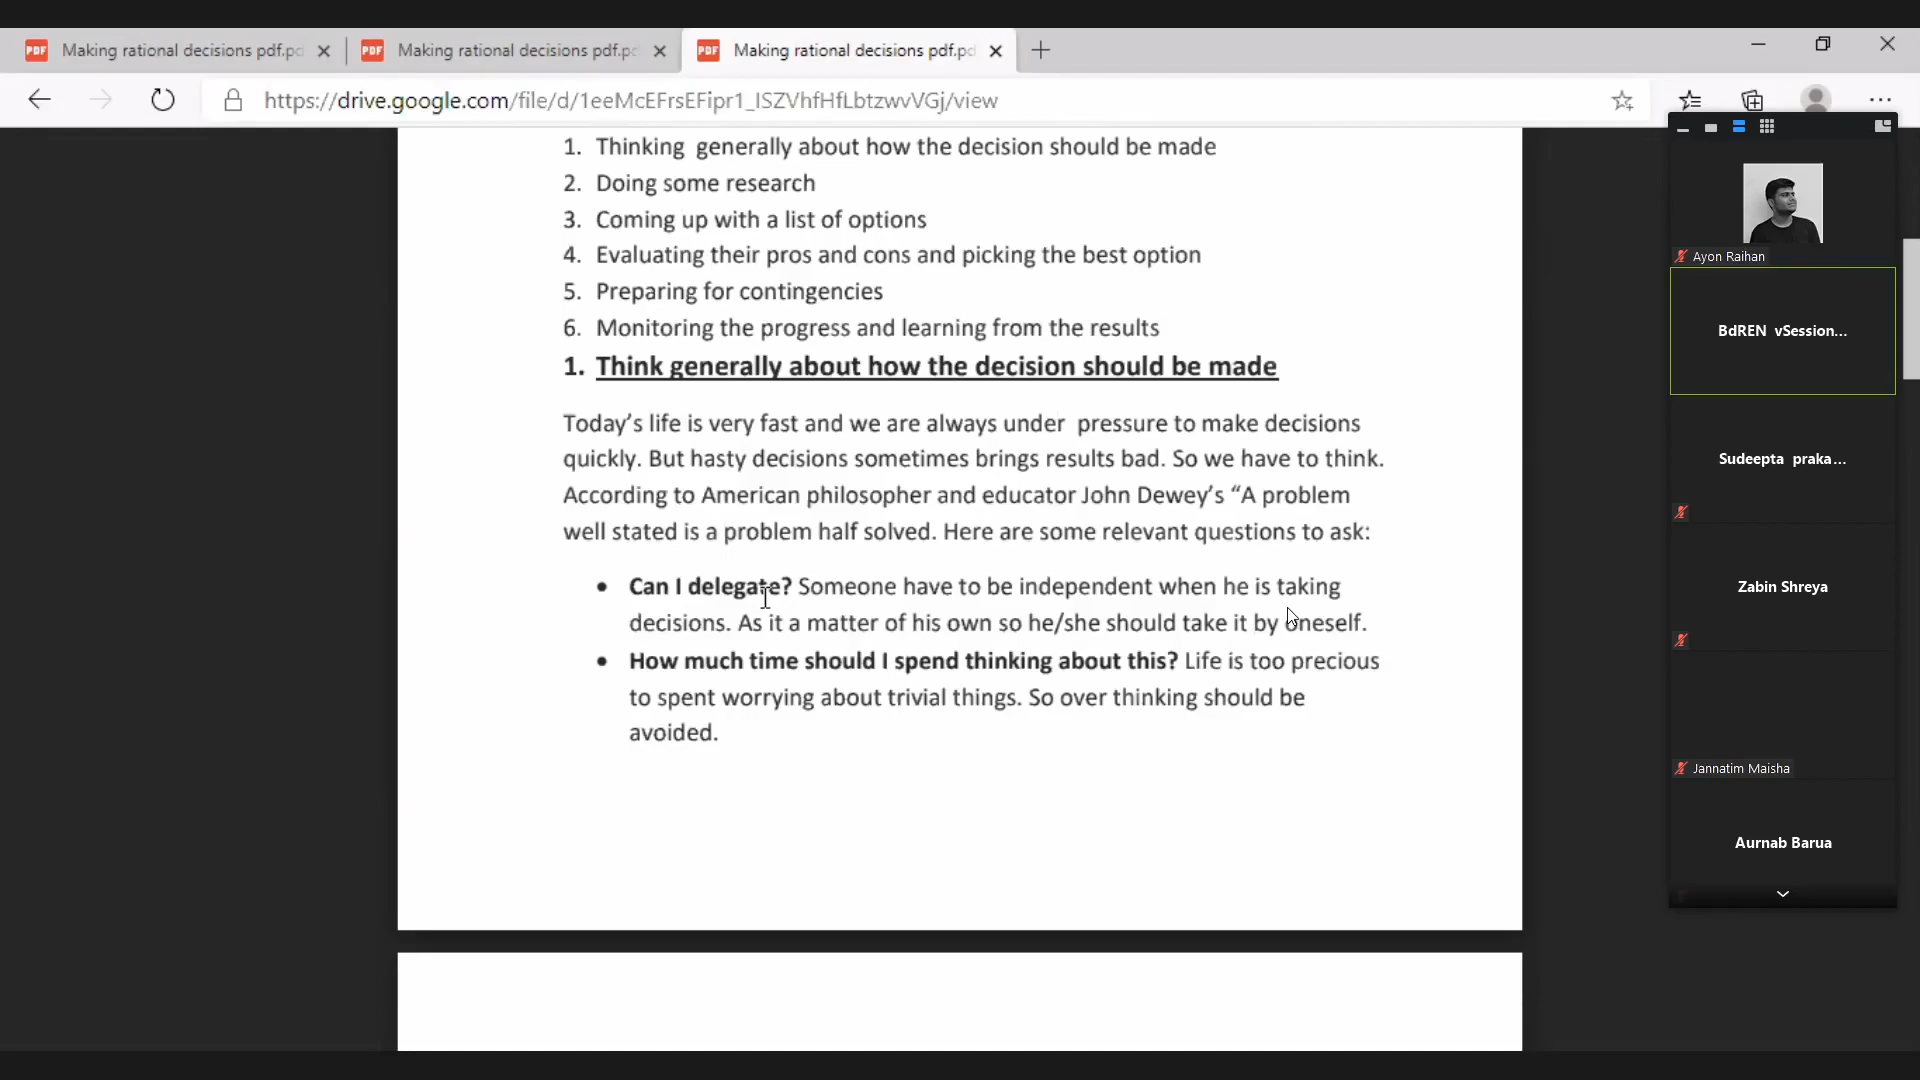 PDF Making rational decisions pdf.pd
PDF Making rational decisions pdf.pd
PDF Making rational decisions pdf.pd
https://drive.google.com/file/d/1eeMcEFrsEFipr1_ISZVhfHfLbtzwvVGj/view
1. Thinking generally about how the decision should be made
2. Doing some research
3. Coming up with a list of options
4. Evaluating their pros and cons and picking the best option
5. Preparing for contingencies
6. Monitoring the progress and learning from the results
1. Think generally about how the decision should be made
Today’s life is very fast and we are always under pressure to make decisions
quickly. But hasty decisions sometimes brings results bad. So we have to think.
According to American philosopher and educator John Dewey’s “A problem
well stated is a problem half solved. Here are some relevant questions to ask:
• Can I delegate? Someone have to be independent when he is taking
decisions. As it a matter of his own so he/she should take it by oneself.
• How much time should I spend thinking about this? Life is too precious
to spent worrying about trivial things. So over thinking should be
avoided.
Ayon Raihan
BdREN vSession...
Sudeepta praka...
Zabin Shreya
Jannatim Maisha
Aurnab Barua